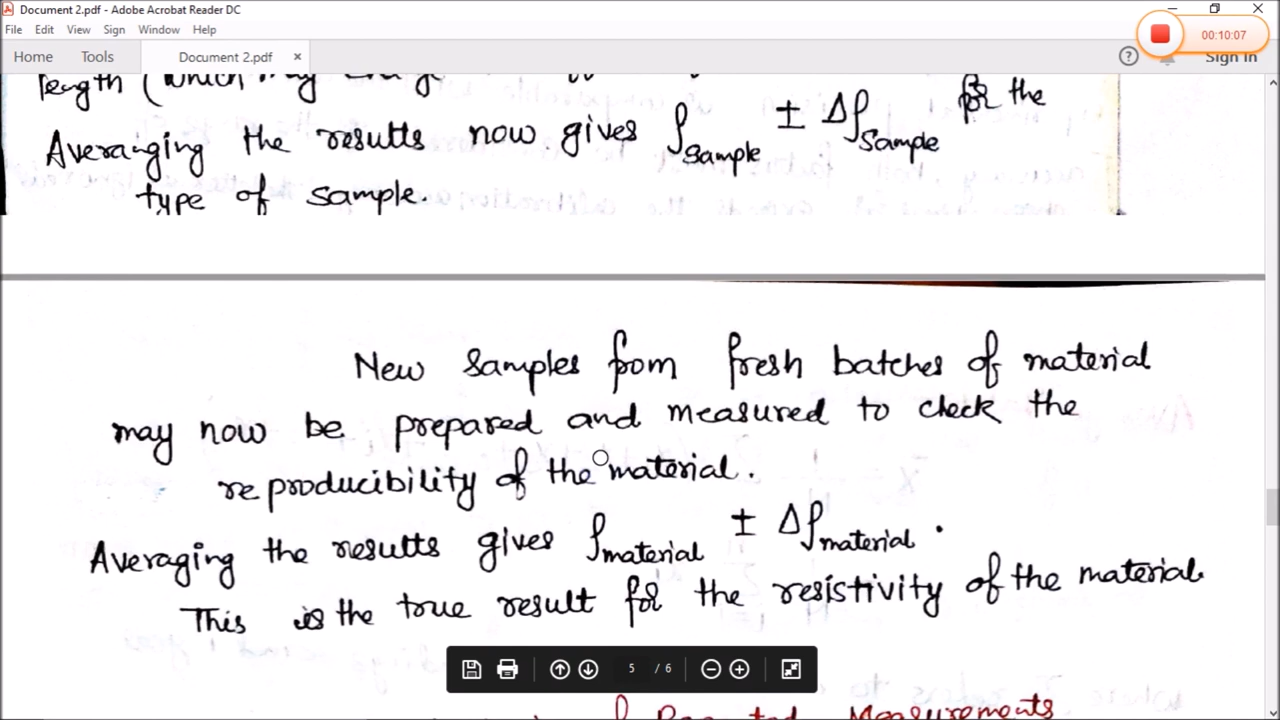 Document 2.pdf - Adobe Acrobat Reader DC
File Edit View Sign Window Help
00:10:07
Home Tools Document 2.pdf × Sign In
length (which may
Averaging the results now gives ρsample ± Δρsample for the
type of sample.
New Samples from fresh batches of material
may now be prepared and measured to check the
reproducibility of the material.
Averaging the results gives ρmaterial ± Δρmaterial.
This is the true result for the resistivity of the material.
5 / 6
of Repeated Measurements